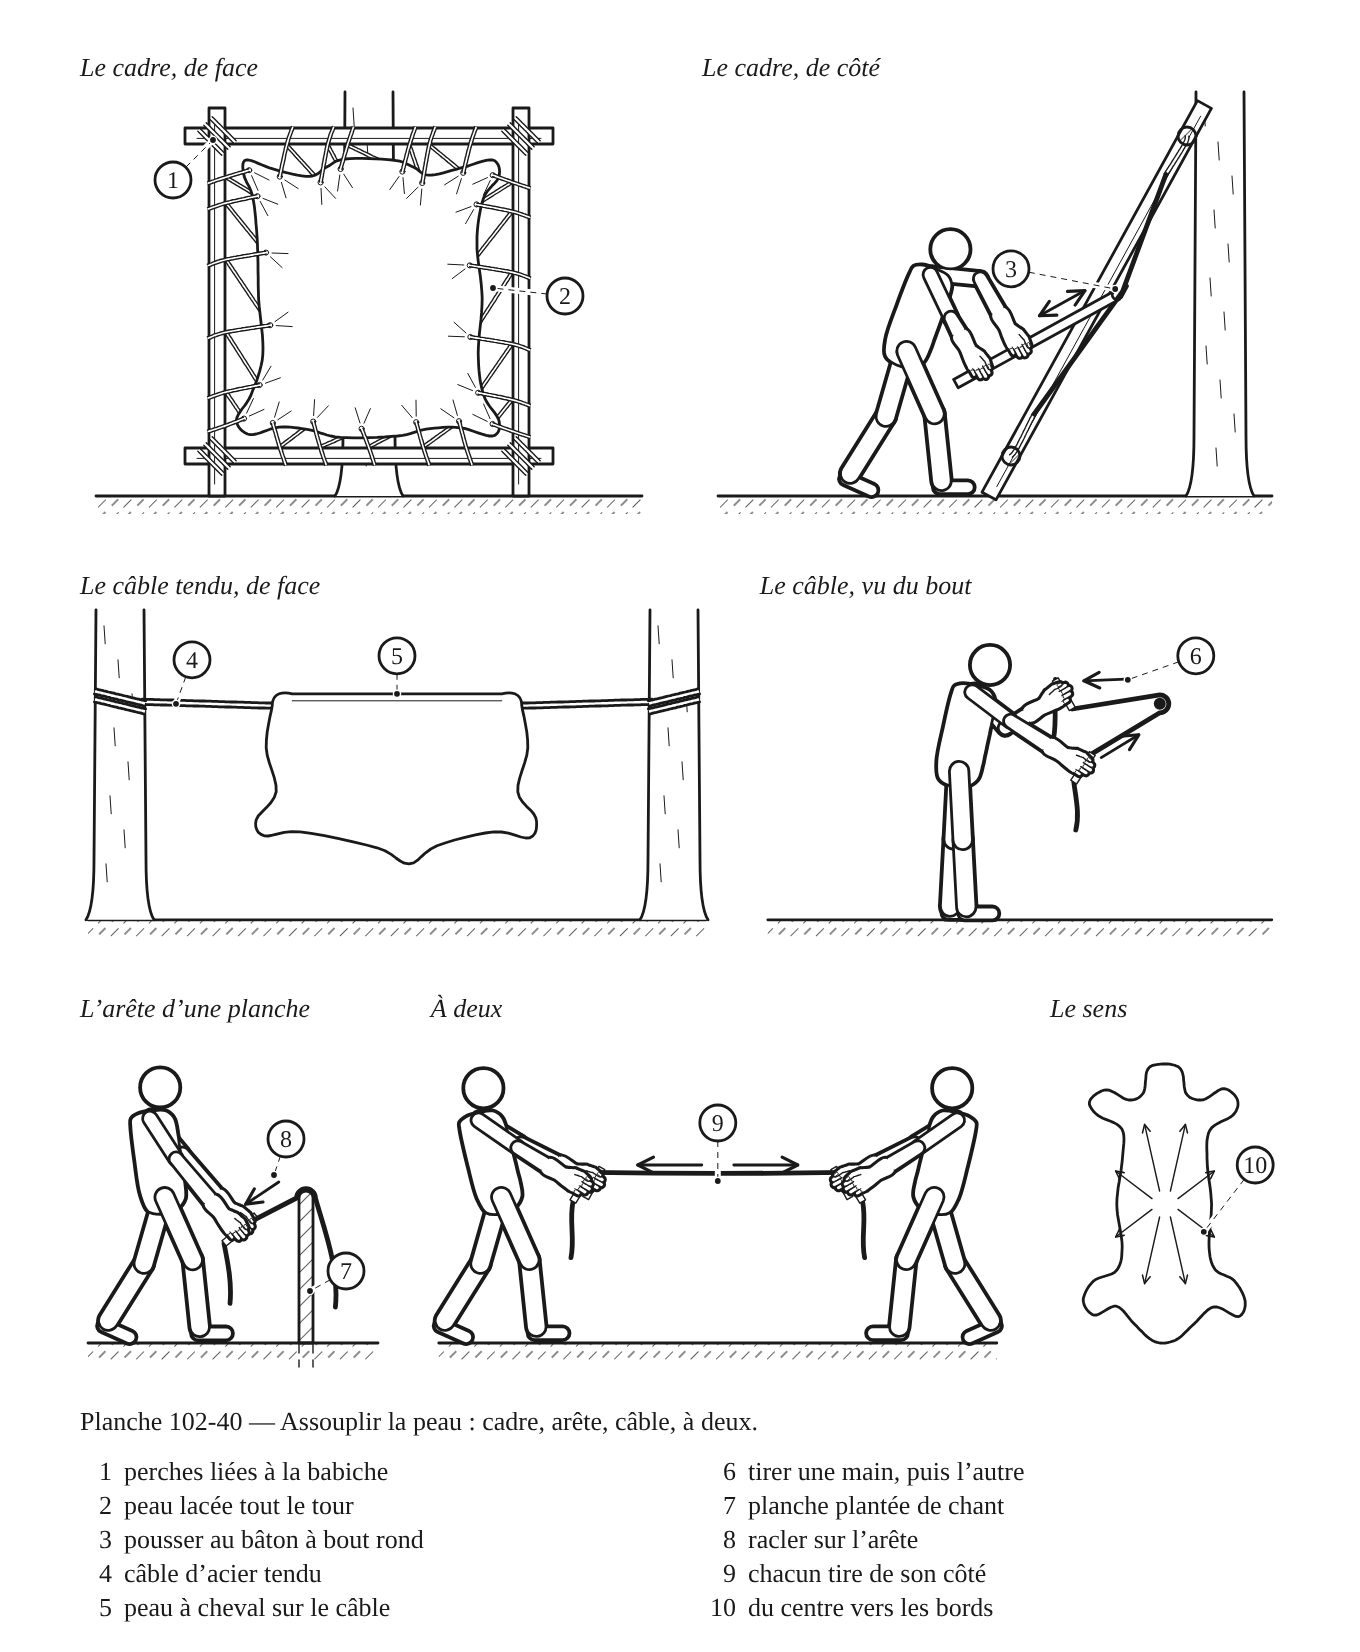 Le cadre, de face
Le cadre, de côté
1
2
3
Le câble tendu, de face
Le câble, vu du bout
4
5
6
L’arête d’une planche
À deux
Le sens
8
9
10
7
Planche 102-40 — Assouplir la peau : cadre, arête, câble, à deux.
1 perches liées à la babiche
2 peau lacée tout le tour
3 pousser au bâton à bout rond
4 câble d’acier tendu
5 peau à cheval sur le câble
6 tirer une main, puis l’autre
7 planche plantée de chant
8 racler sur l’arête
9 chacun tire de son côté
10 du centre vers les bords